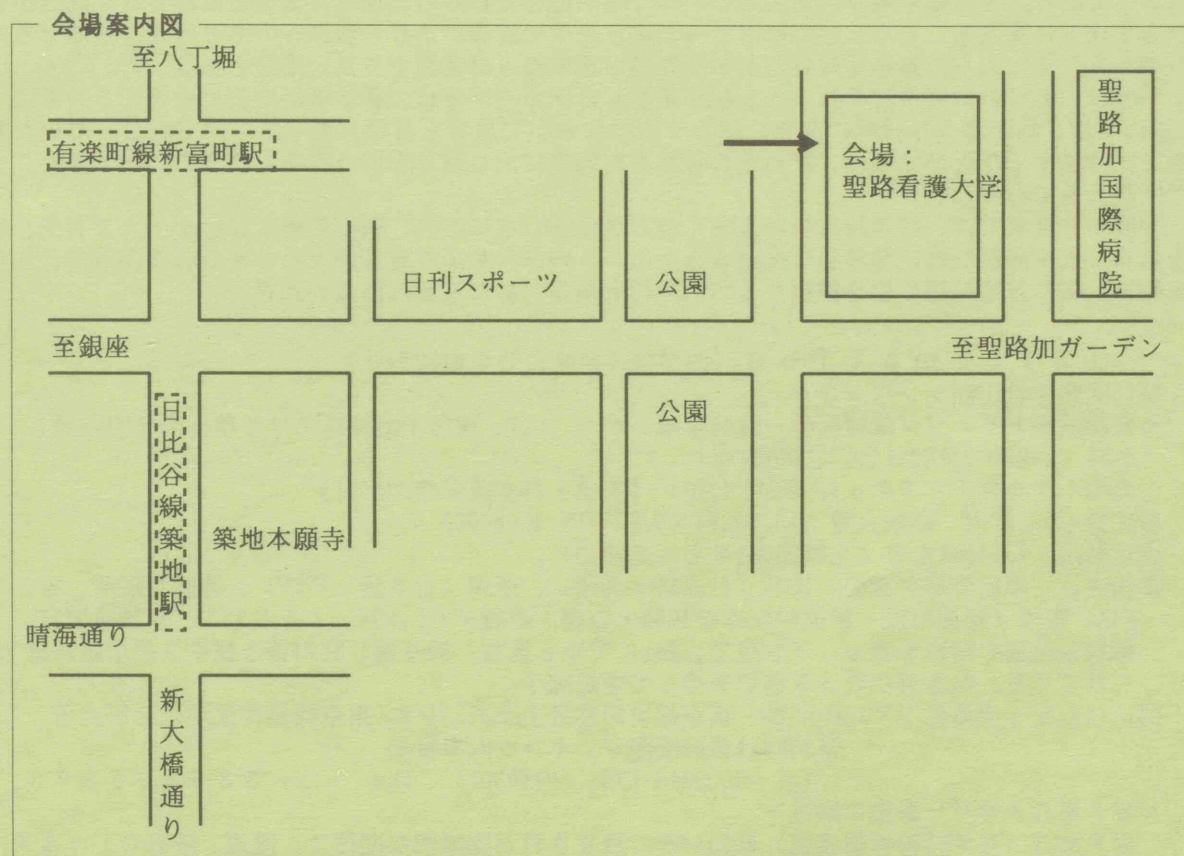 会場案内図
至八丁堀
有楽町線新富町駅
会場：
聖路看護大学
聖路加国際病院
日刊スポーツ
公園
至銀座
至聖路加ガーデン
日比谷線築地駅
公園
築地本願寺
晴海通り
新大橋通り